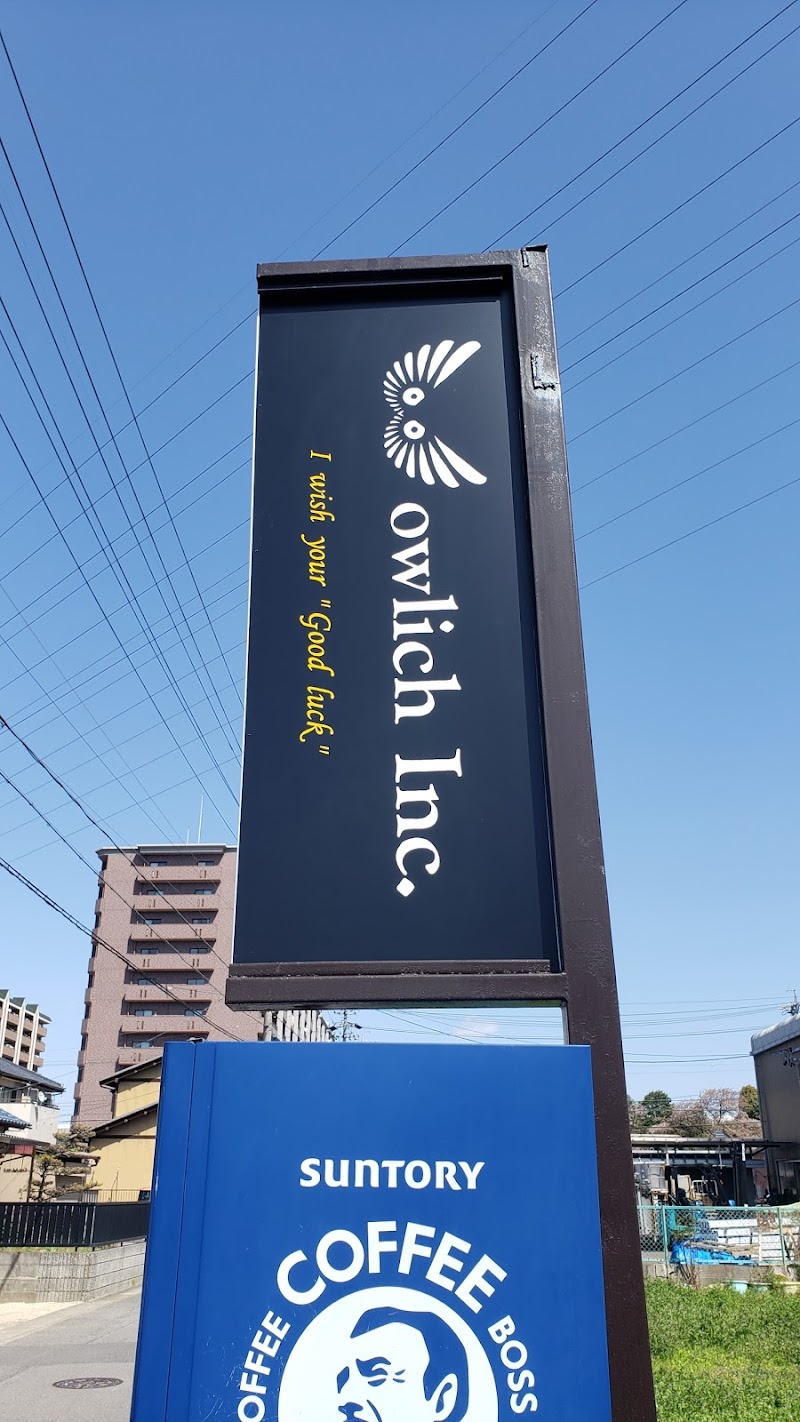 owlich Inc.
I wish your "Good luck"
SUNTORY
COFFEE
COFFEE
BOSS